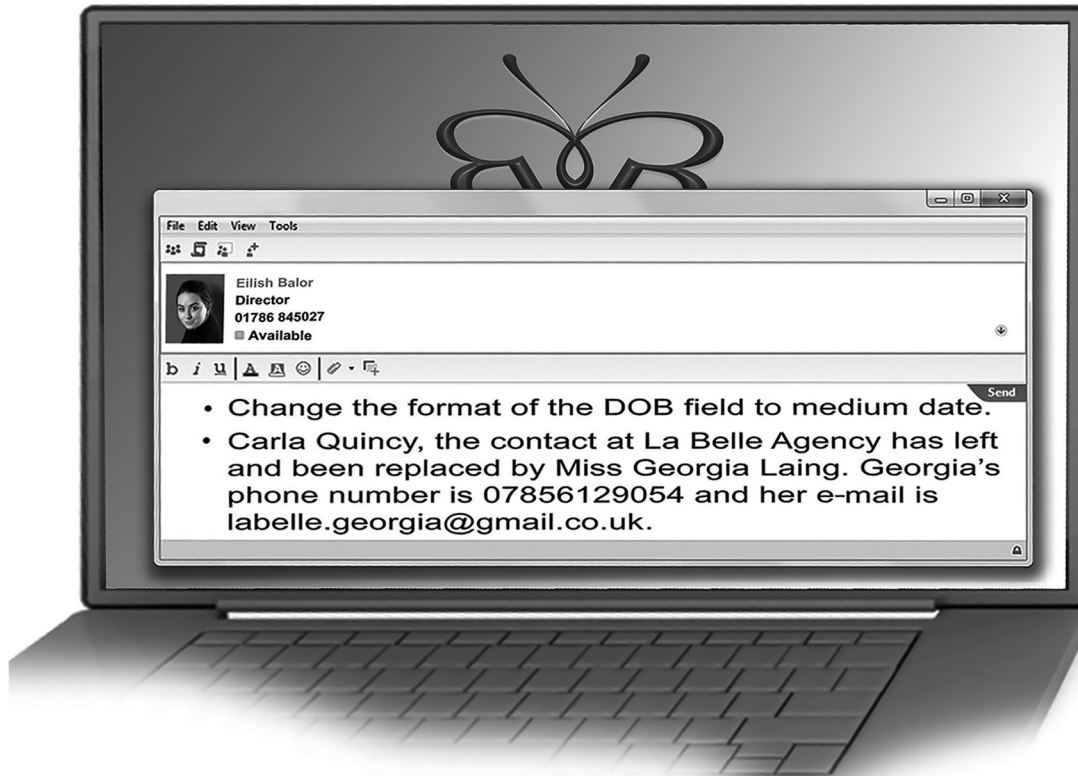 File Edit View Tools
Eilish Balor
Director
01786 845027
Available
b i u A A
Send
• Change the format of the DOB field to medium date.
• Carla Quincy, the contact at La Belle Agency has left
and been replaced by Miss Georgia Laing. Georgia’s
phone number is 07856129054 and her e-mail is
labelle.georgia@gmail.co.uk.